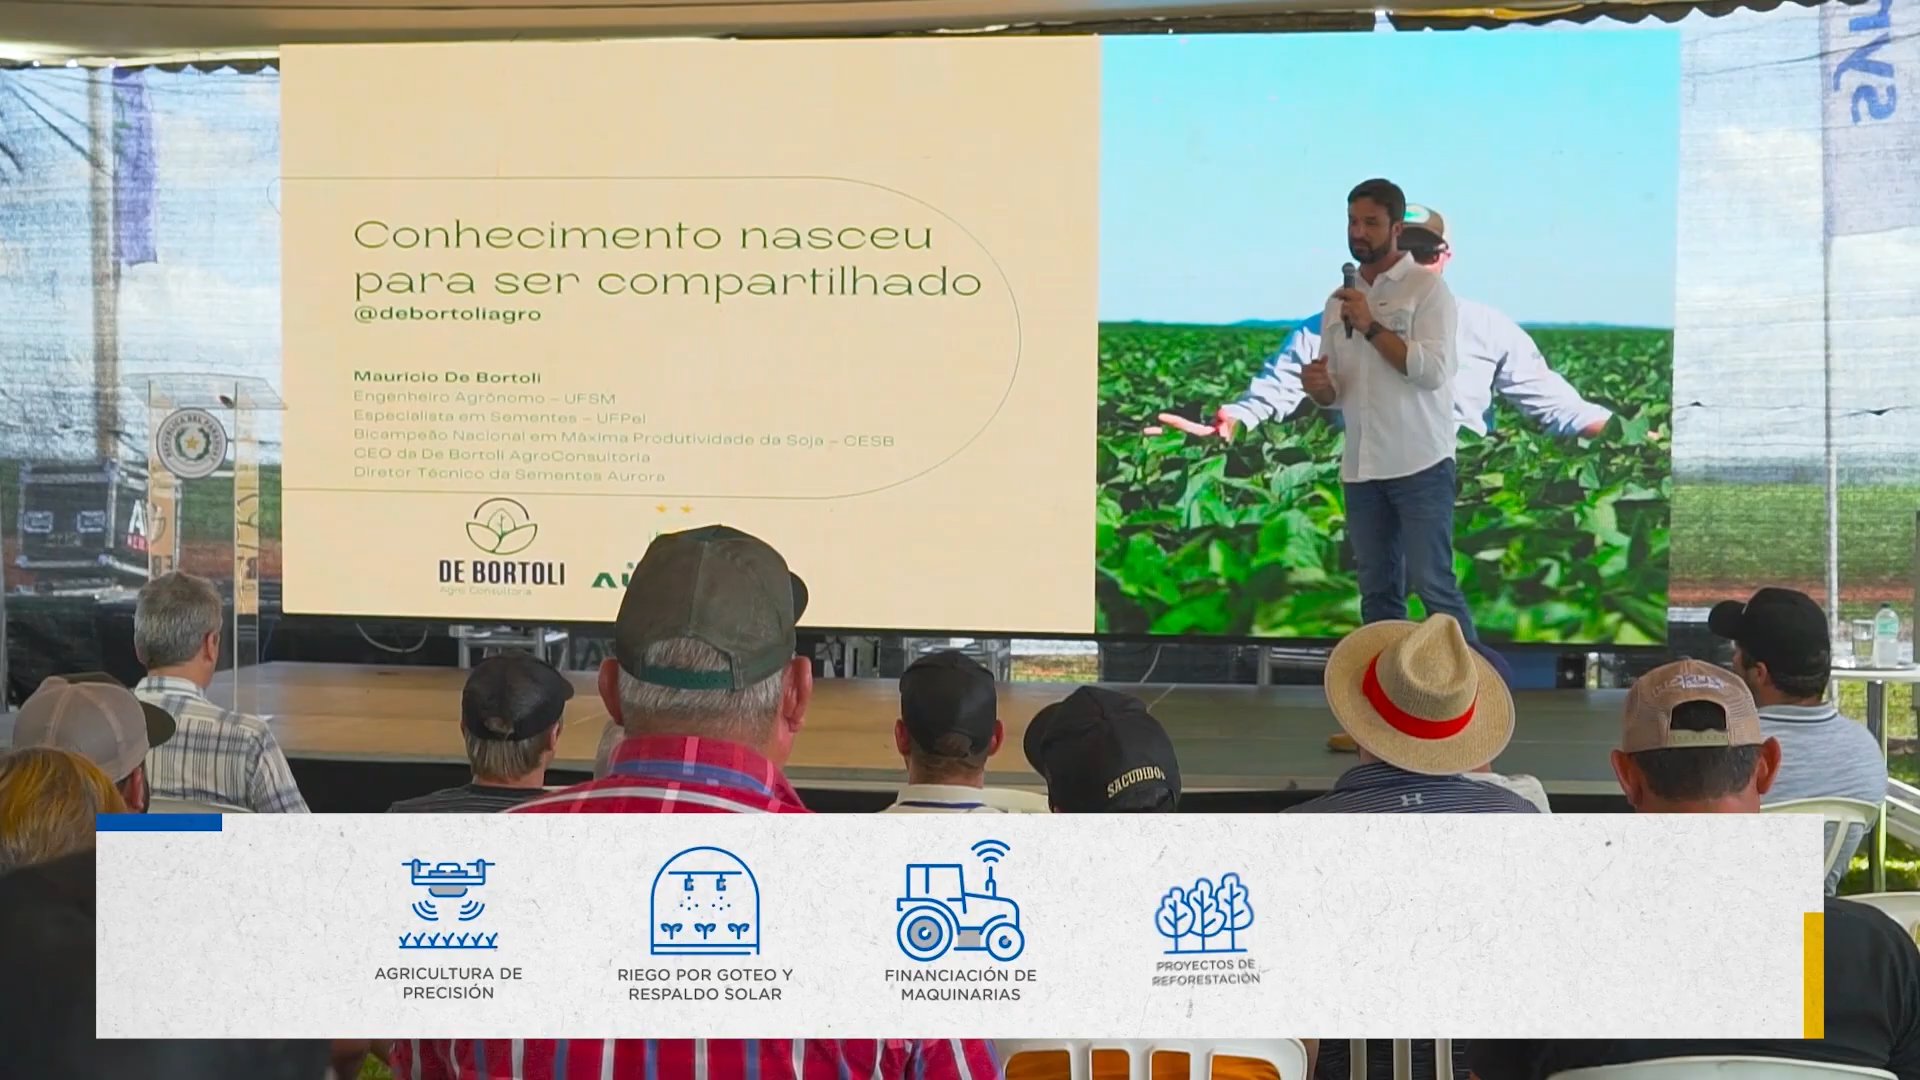 Conhecimento nasceu
para ser compartilhado
@debortoliagro
Mauricio De Bortoli
Engenheiro Agrônomo – UFSM
Especialista em Sementes – UFPel
Bicampeão Nacional em Máxima Produtividade da Soja – CESB
CEO da De Bortoli AgroConsultoria
Diretor Técnico da Sementes Aurora
DE BORTOLI
Agro Consultoria
SACUDIDOS
AGRICULTURA DE
PRECISIÓN
RIEGO POR GOTEO Y
RESPALDO SOLAR
FINANCIACIÓN DE
MAQUINARIAS
PROYECTOS DE
REFORESTACIÓN